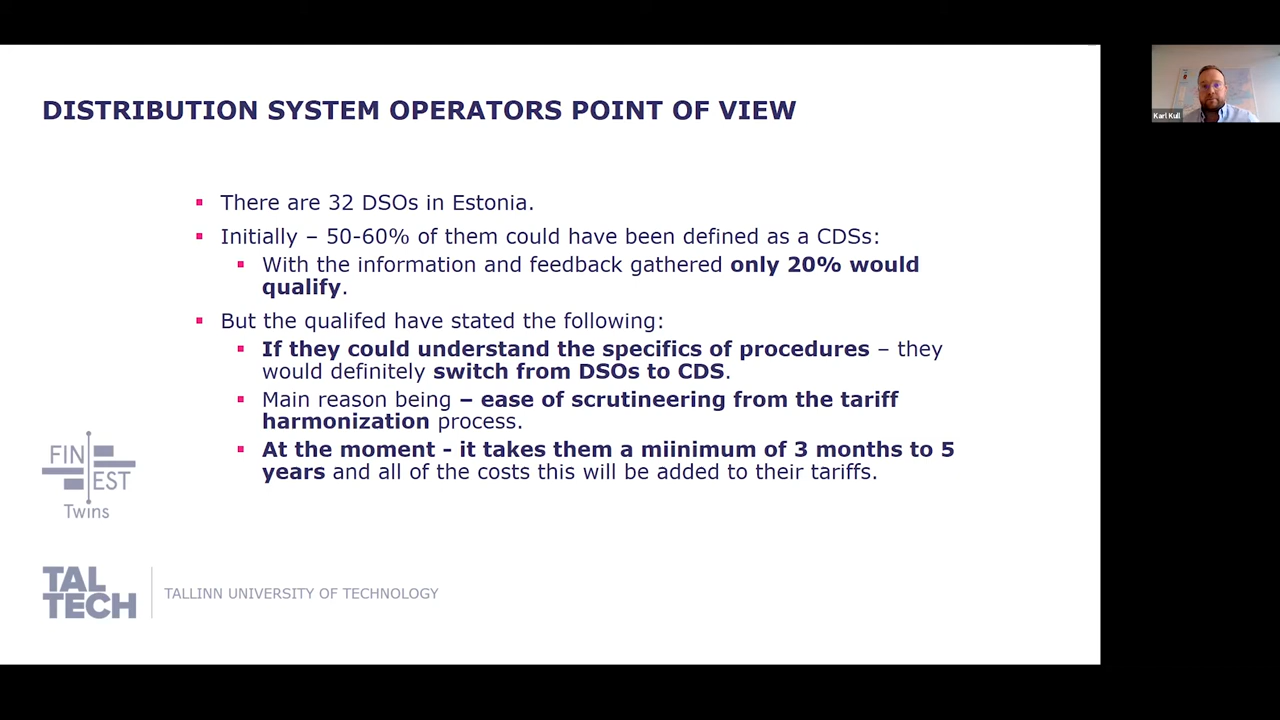 DISTRIBUTION SYSTEM OPERATORS POINT OF VIEW
Karl Kull
There are 32 DSOs in Estonia.
Initially – 50-60% of them could have been defined as a CDSs:
With the information and feedback gathered only 20% would
qualify.
But the qualifed have stated the following:
If they could understand the specifics of procedures – they
would definitely switch from DSOs to CDS.
Main reason being – ease of scrutineering from the tariff
harmonization process.
At the moment - it takes them a miinimum of 3 months to 5
years and all of the costs this will be added to their tariffs.
FIN
EST
Twins
TAL
TECH
TALLINN UNIVERSITY OF TECHNOLOGY